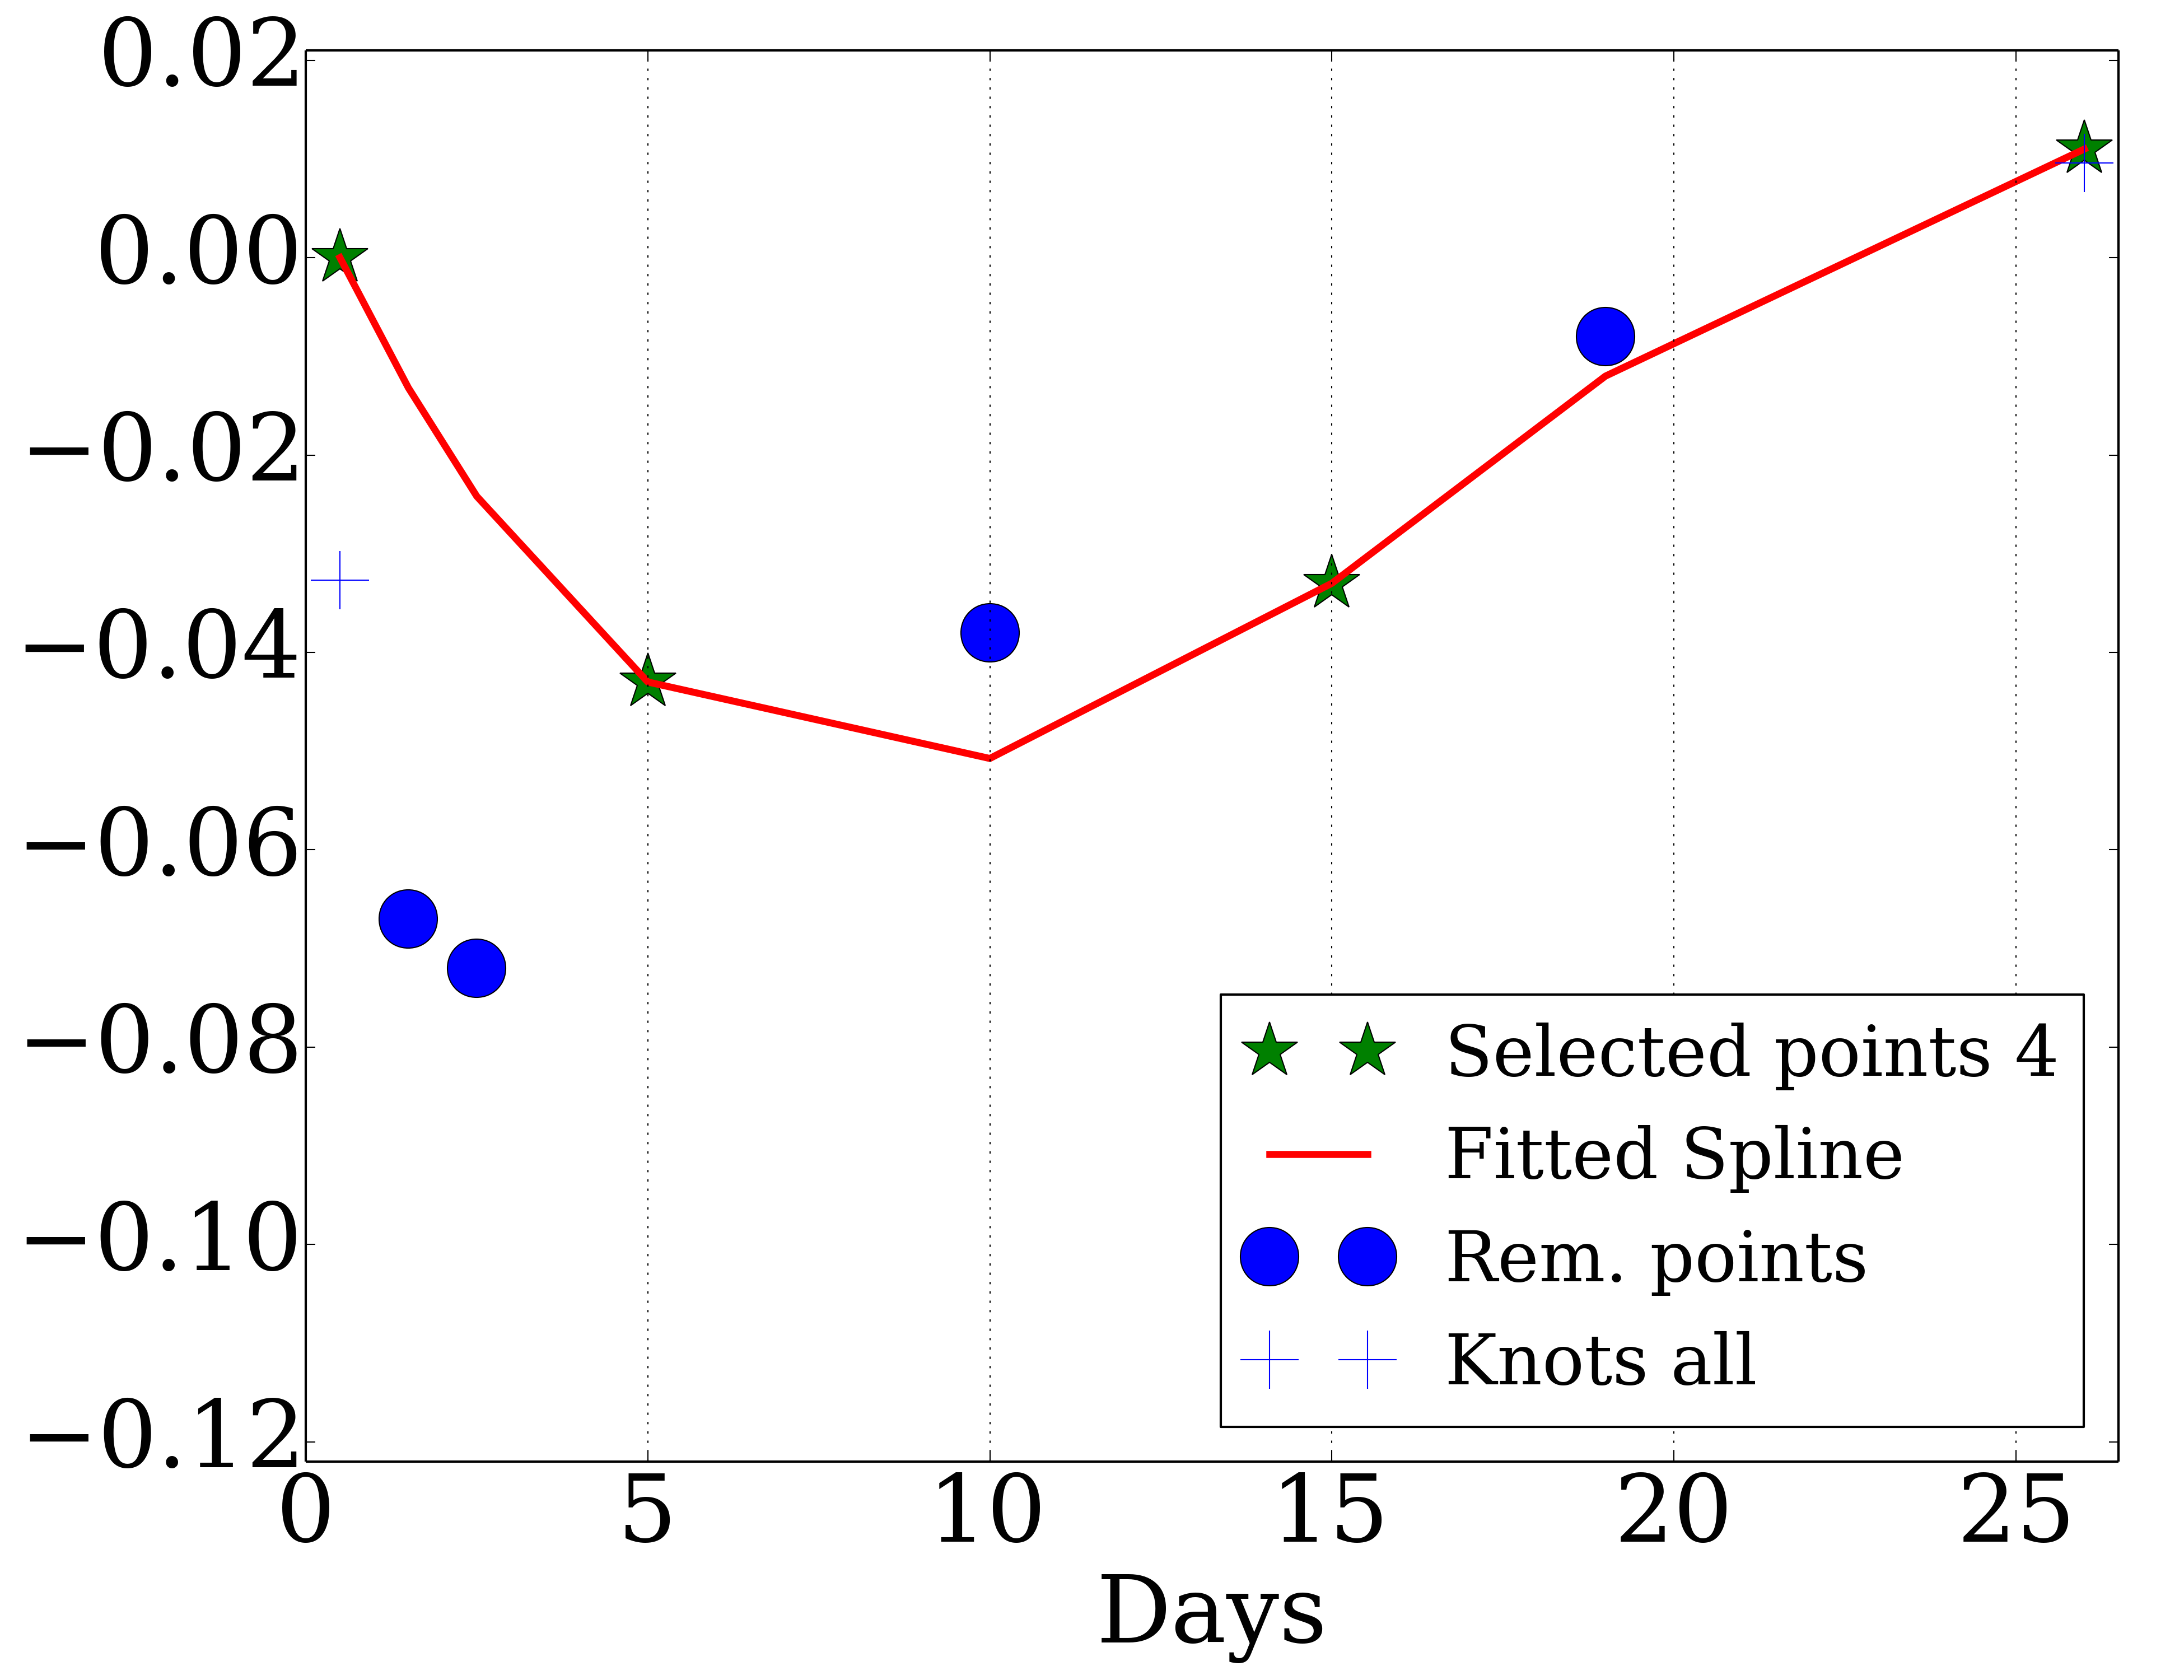 0.02
0.00
−0.02
−0.04
−0.06
−0.08
−0.10
−0.12
0 5 10 15 20 25
Days
Selected points 4
Fitted Spline
Rem. points
Knots all